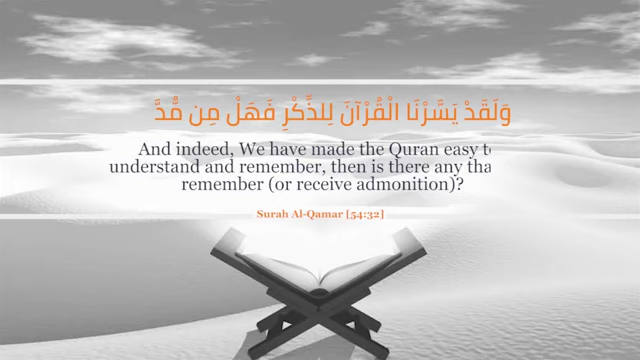 وَلَقَدْ يَسَّرْنَا الْقُرْآنَ لِلذِّكْرِ فَهَلْ مِن مُّدَّ
And indeed, We have made the Quran easy to
understand and remember, then is there any tha
remember (or receive admonition)?
Surah Al-Qamar [54:32]